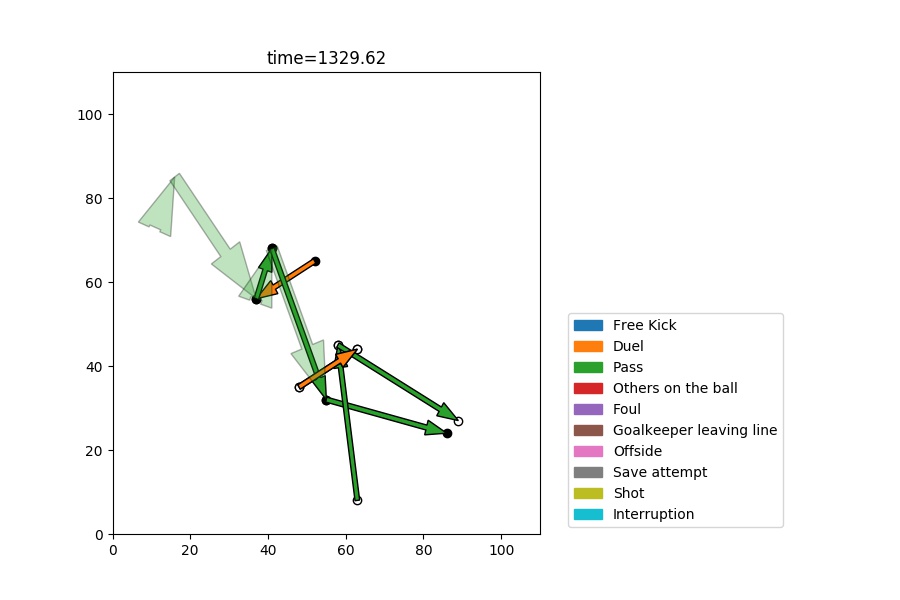 time=1329.62
100
80
60
40
20
0
0 20 40 60 80 100
Free Kick
Duel
Pass
Others on the ball
Foul
Goalkeeper leaving line
Offside
Save attempt
Shot
Interruption